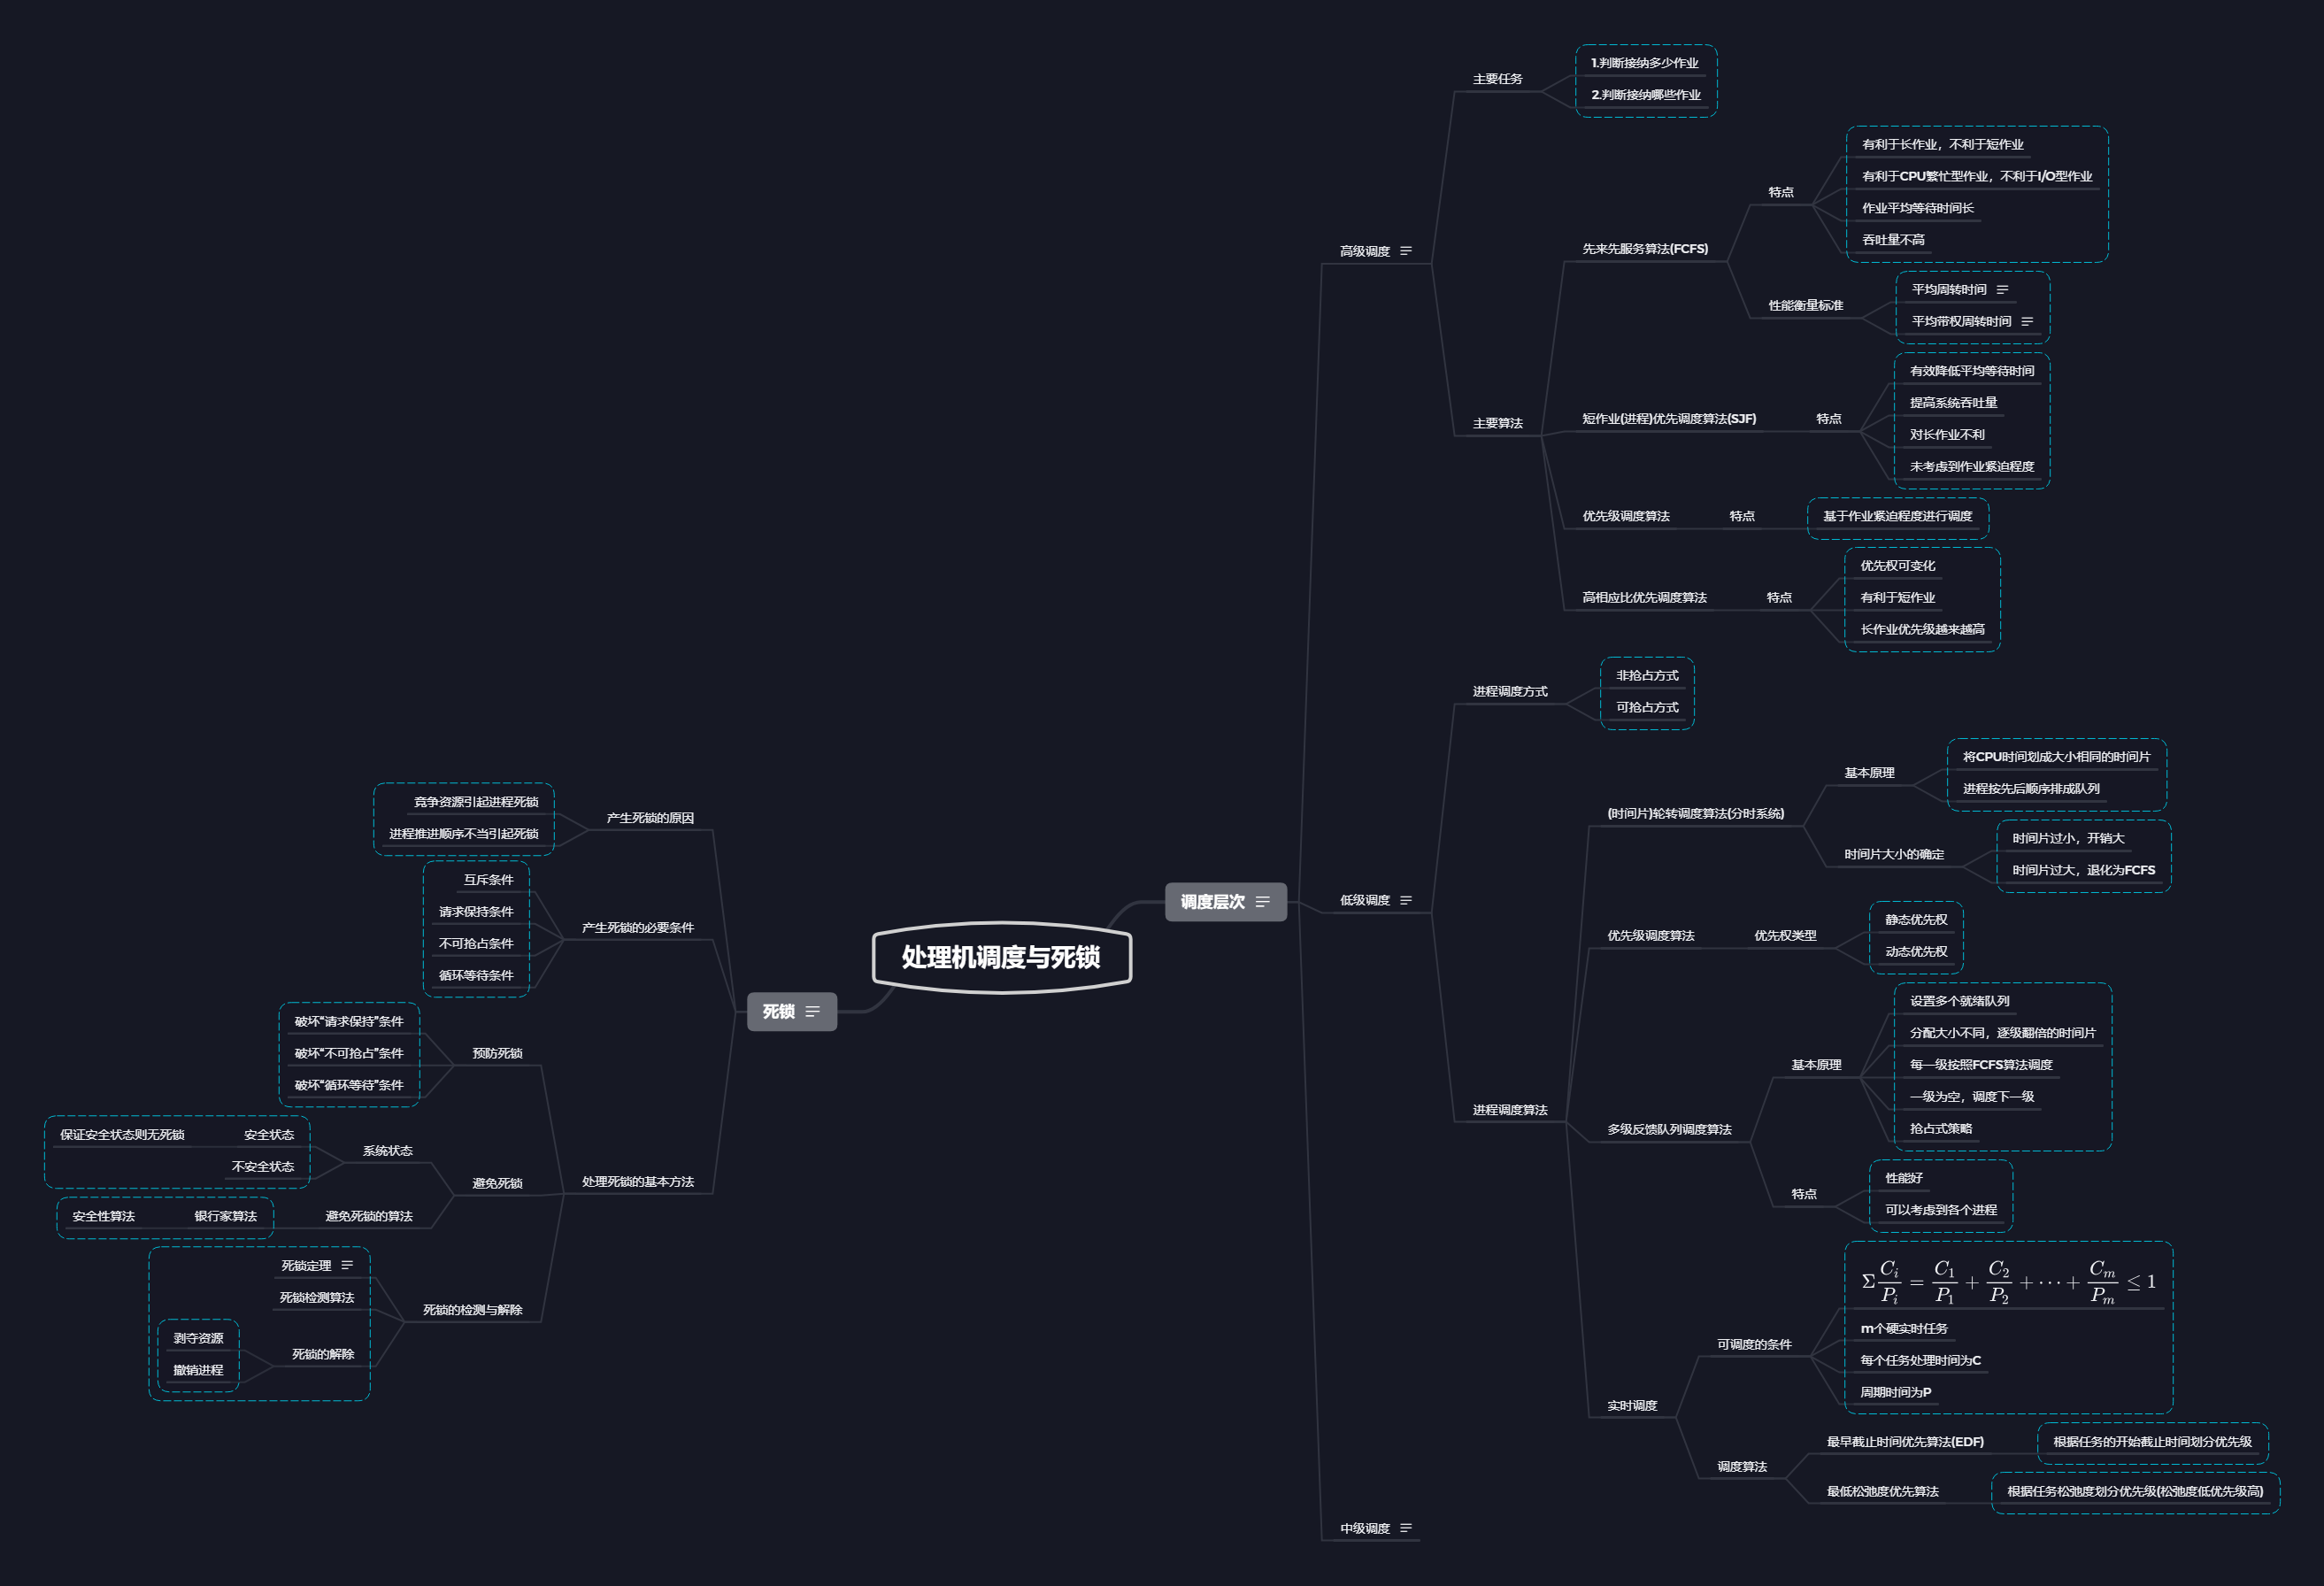 处理机调度与死锁
调度层次
高级调度
主要任务
1.判断接纳多少作业
2.判断接纳哪些作业
主要算法
先来先服务算法(FCFS)
特点
有利于长作业，不利于短作业
有利于CPU繁忙型作业，不利于I/O型作业
作业平均等待时间长
吞吐量不高
性能衡量标准
平均周转时间
平均带权周转时间
短作业(进程)优先调度算法(SJF)
特点
有效降低平均等待时间
提高系统吞吐量
对长作业不利
未考虑到作业紧迫程度
优先级调度算法
特点
基于作业紧迫程度进行调度
高相应比优先调度算法
特点
优先权可变化
有利于短作业
长作业优先级越来越高
低级调度
进程调度方式
非抢占方式
可抢占方式
进程调度算法
(时间片)轮转调度算法(分时系统)
基本原理
将CPU时间划成大小相同的时间片
进程按先后顺序排成队列
时间片大小的确定
时间片过小，开销大
时间片过大，退化为FCFS
优先级调度算法
优先权类型
静态优先权
动态优先权
多级反馈队列调度算法
基本原理
设置多个就绪队列
分配大小不同，逐级翻倍的时间片
每一级按照FCFS算法调度
一级为空，调度下一级
抢占式策略
特点
性能好
可以考虑到各个进程
实时调度
可调度的条件
Σ C_i/P_i = C_1/P_1 + C_2/P_2 + ··· + C_m/P_m ≤ 1
m个硬实时任务
每个任务处理时间为C
周期时间为P
调度算法
最早截止时间优先算法(EDF)
根据任务的开始截止时间划分优先级
最低松弛度优先算法
根据任务松弛度划分优先级(松弛度低优先级高)
中级调度
死锁
产生死锁的原因
竞争资源引起进程死锁
进程推进顺序不当引起死锁
产生死锁的必要条件
互斥条件
请求保持条件
不可抢占条件
循环等待条件
处理死锁的基本方法
预防死锁
破坏“请求保持”条件
破坏“不可抢占”条件
破坏“循环等待”条件
避免死锁
系统状态
安全状态
保证安全状态则无死锁
不安全状态
避免死锁的算法
银行家算法
安全性算法
死锁的检测与解除
死锁定理
死锁检测算法
死锁的解除
剥夺资源
撤销进程